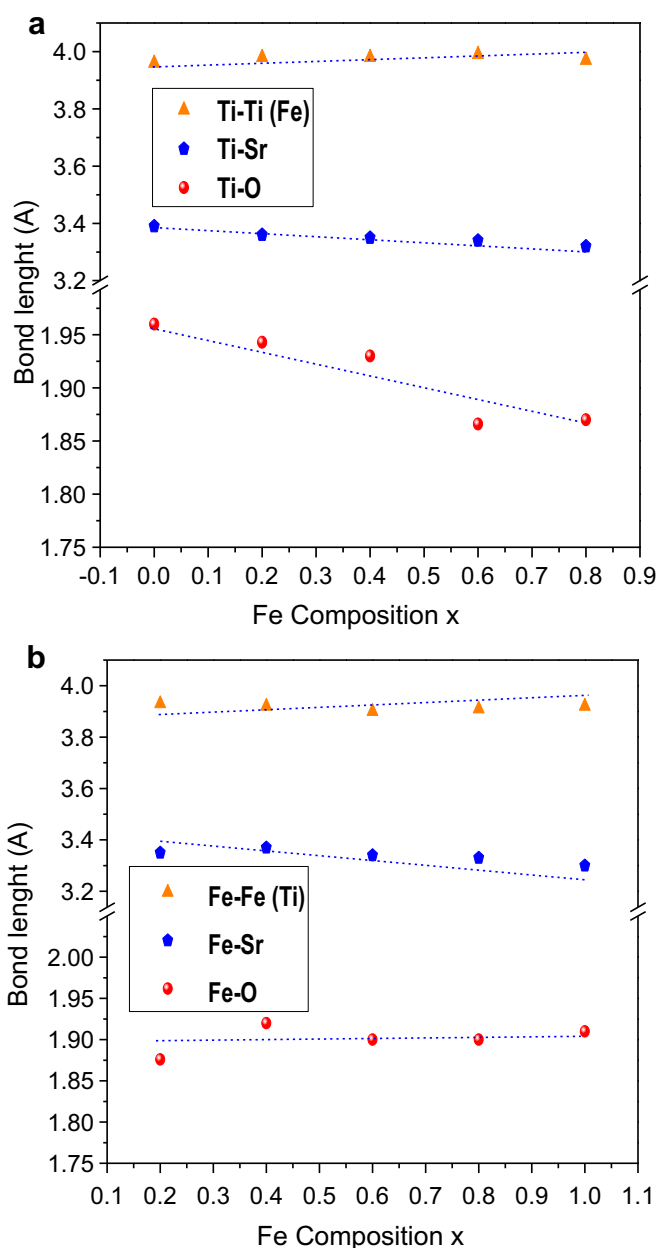 a
4.0
3.8
3.6
3.4
3.2
1.95
1.90
1.85
1.80
1.75
Bond lenght (A)
Ti-Ti (Fe)
Ti-Sr
Ti-O
-0.1 0.0 0.1 0.2 0.3 0.4 0.5 0.6 0.7 0.8 0.9
Fe Composition x
b
4.0
3.8
3.6
3.4
3.2
2.00
1.95
1.90
1.85
1.80
1.75
Bond lenght (A)
Fe-Fe (Ti)
Fe-Sr
Fe-O
0.1 0.2 0.3 0.4 0.5 0.6 0.7 0.8 0.9 1.0 1.1
Fe Composition x